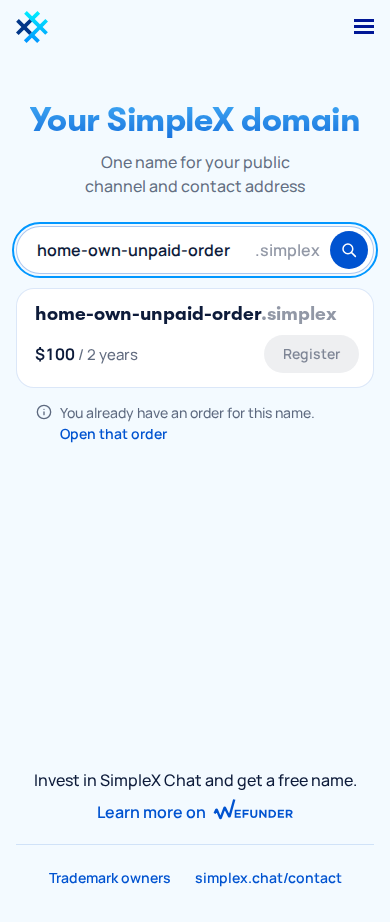 Your SimpleX domain
One name for your public
channel and contact address
home-own-unpaid-order .simplex
home-own-unpaid-order.simplex
$100 / 2 years Register
You already have an order for this name.
Open that order
Invest in SimpleX Chat and get a free name.
Learn more on WEFUNDER
Trademark owners simplex.chat/contact